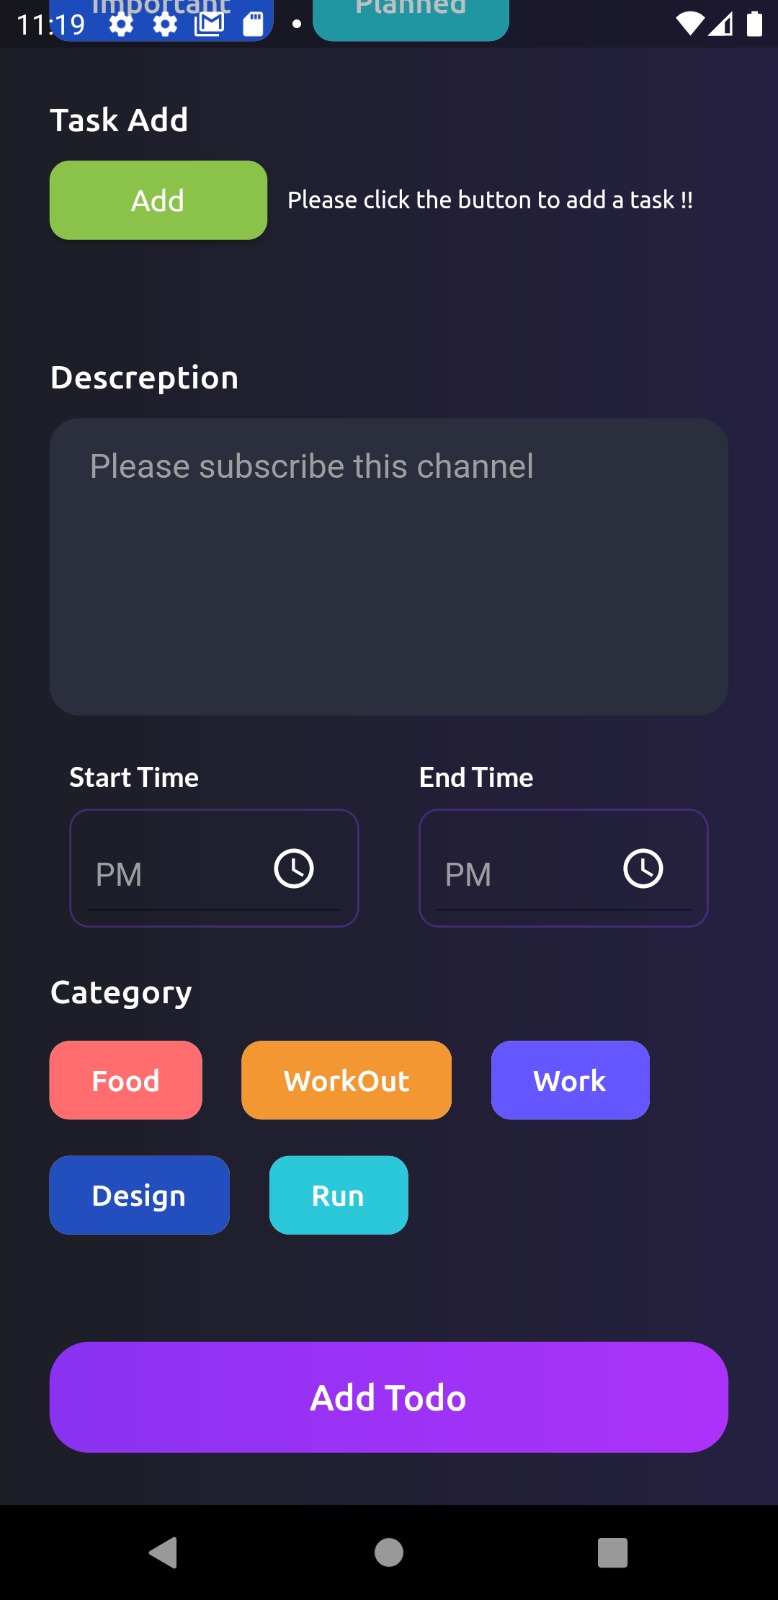 Important Planned
11:19
Task Add
Add Please click the button to add a task !!
Descreption
Please subscribe this channel
Start Time End Time
PM PM
Category
Food WorkOut Work
Design Run
Add Todo